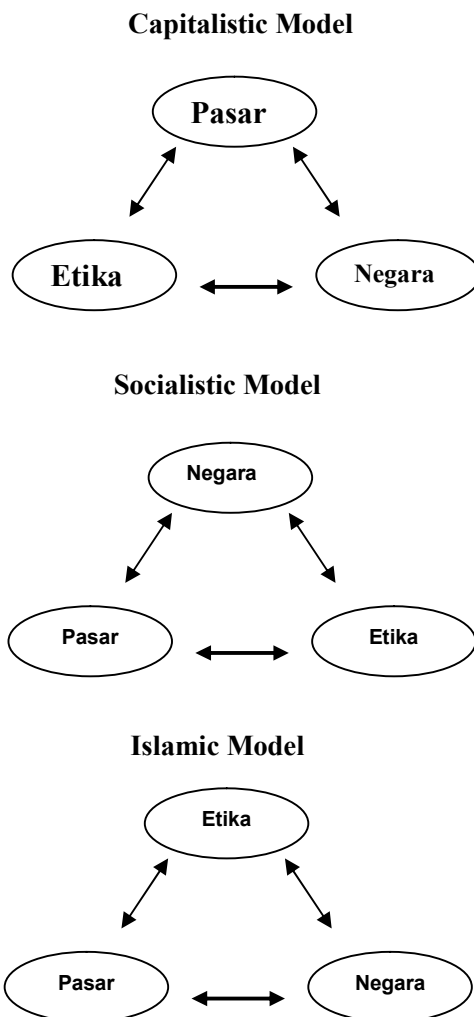 Capitalistic Model
Pasar
Etika
Negara
Socialistic Model
Negara
Pasar
Etika
Islamic Model
Etika
Pasar
Negara